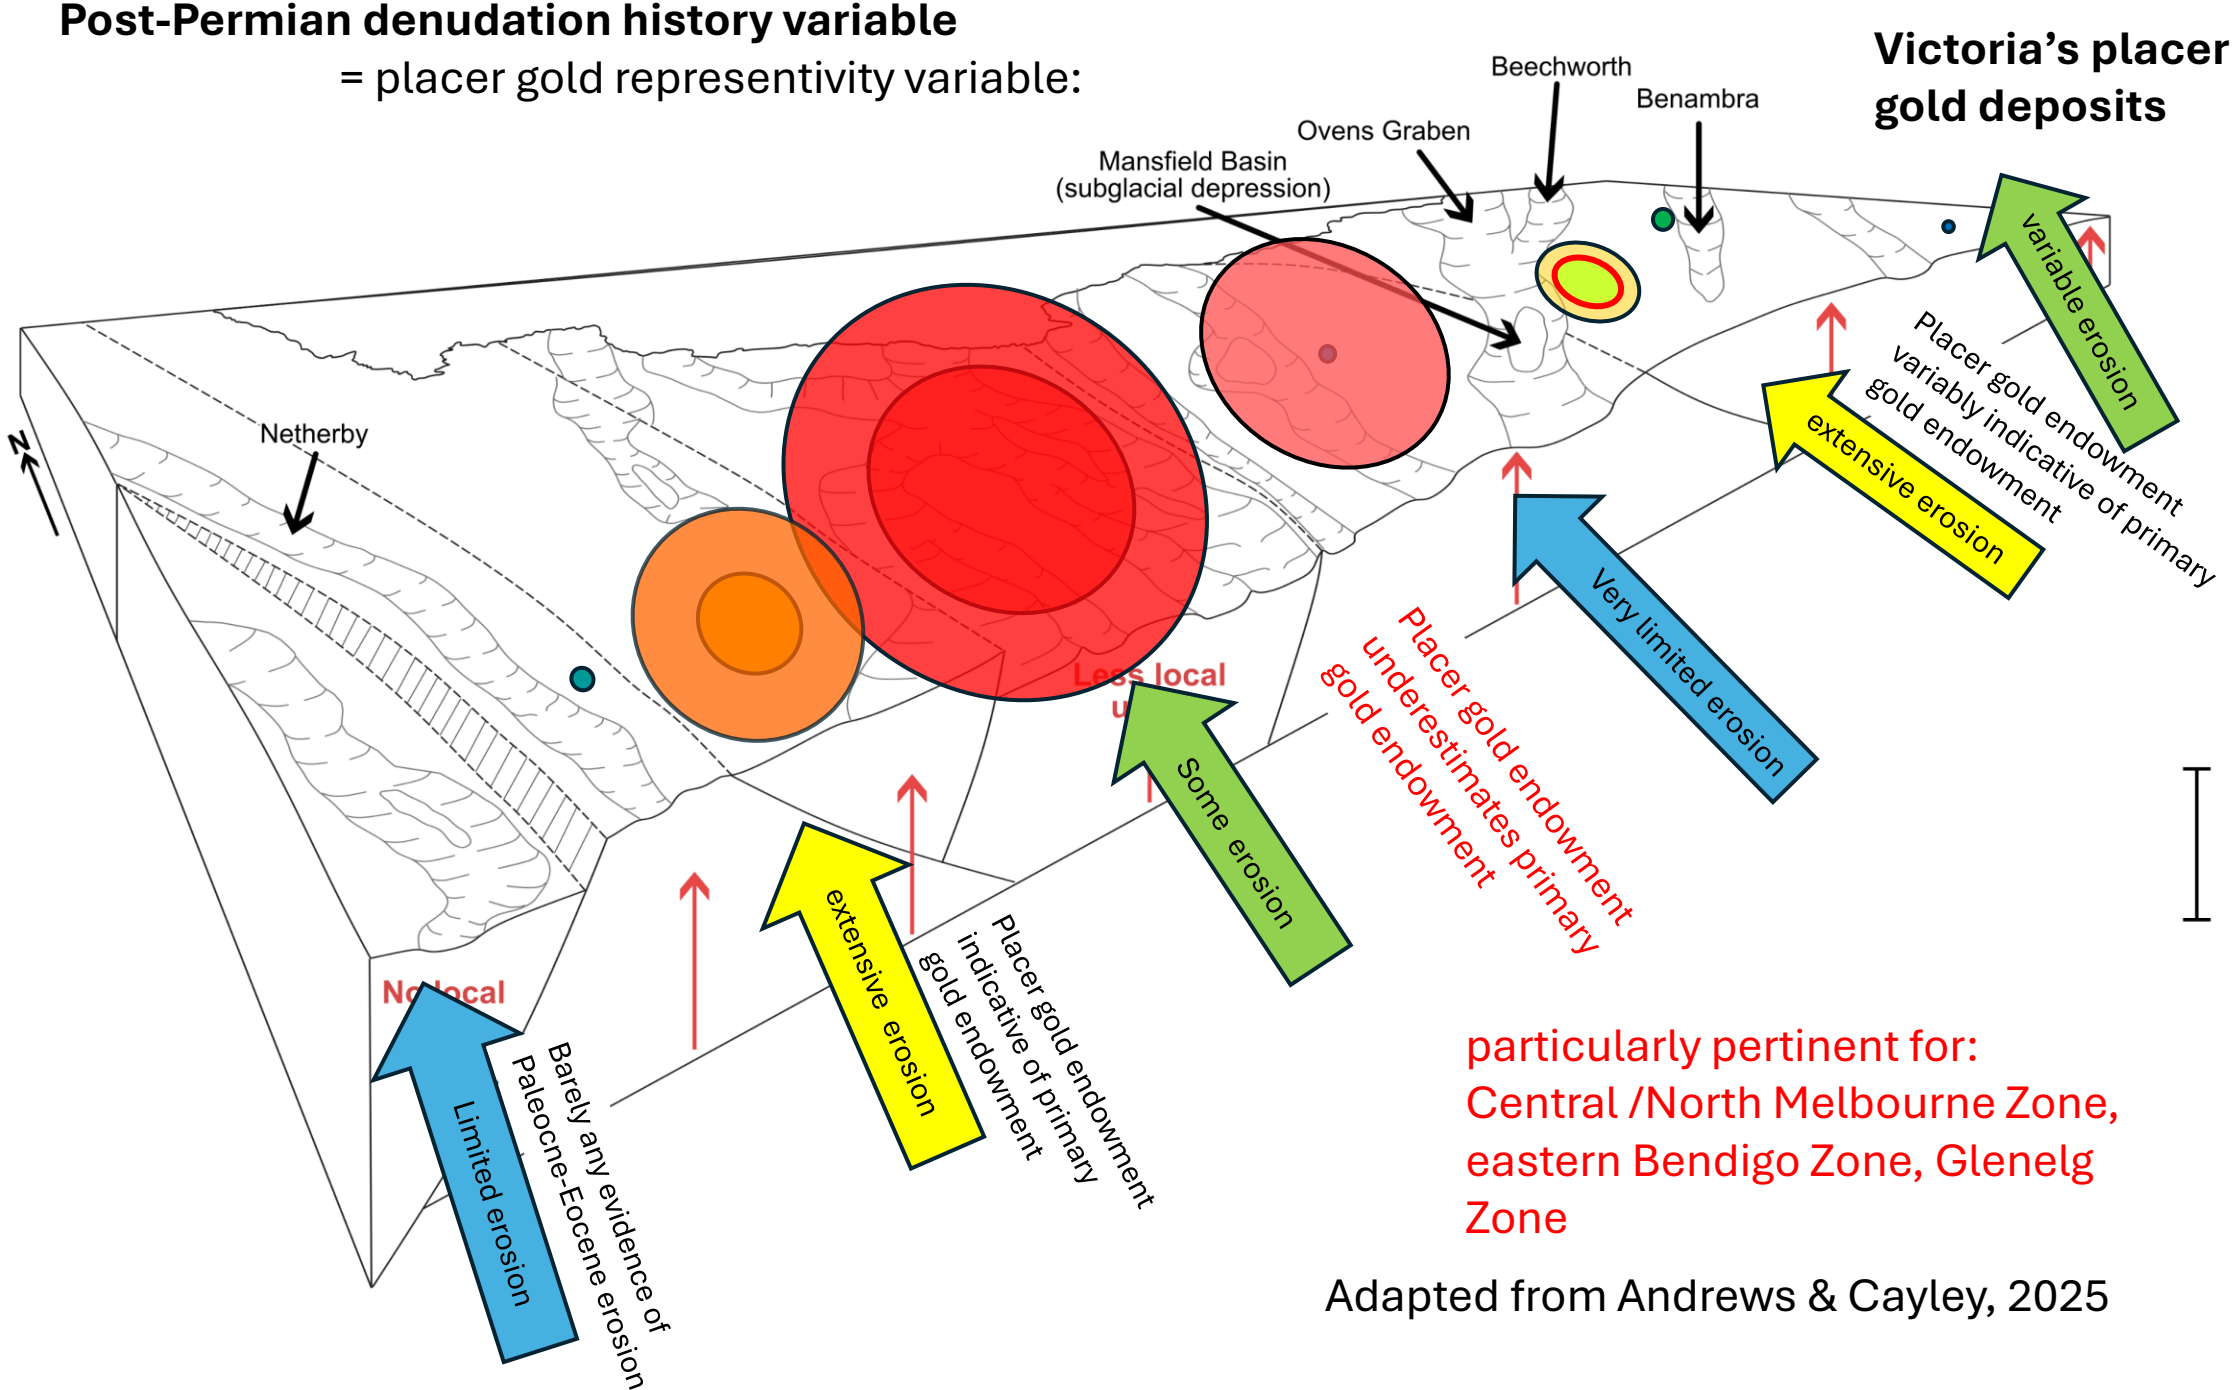 Post-Permian denudation history variable
= placer gold representivity variable:
Victoria’s placer
gold deposits
Beechworth
Benambra
Ovens Graben
Mansfield Basin
(subglacial depression)
Netherby
N
variable erosion
Placer gold endowment
variably indicative of primary
gold endowment
extensive erosion
Very limited erosion
Placer gold endowment
underestimates primary
gold endowment
Less local
Some erosion
extensive erosion
Placer gold endowment
indicative of primary
gold endowment
No local
Limited erosion
Barely any evidence of
Paleocne-Eocene erosion
particularly pertinent for:
Central /North Melbourne Zone,
eastern Bendigo Zone, Glenelg
Zone
Adapted from Andrews & Cayley, 2025